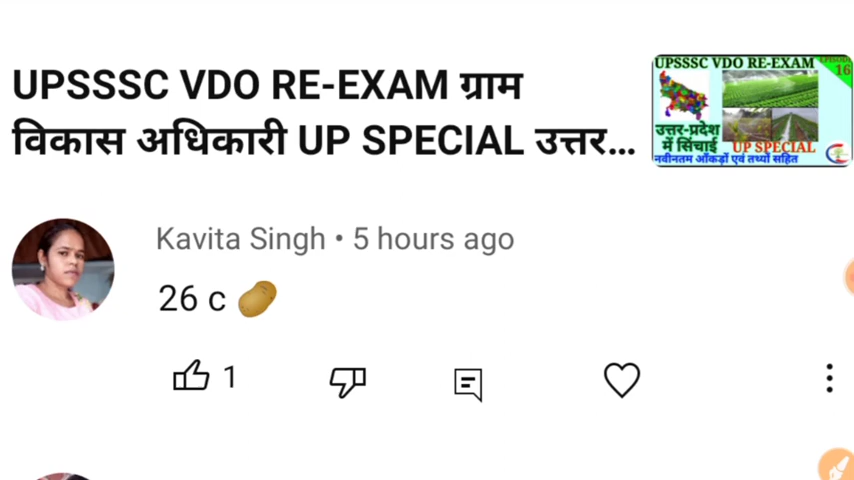 UPSSSC VDO RE-EXAM ग्राम
विकास अधिकारी UP SPECIAL उत्तर...
UPSSSC VDO RE-EXAM
EPISODE
16
उत्तर-प्रदेश
में सिंचाई
UP SPECIAL
नवीनतम आँकड़ों एवं तथ्यों सहित
Kavita Singh • 5 hours ago
26 c 🥔
1